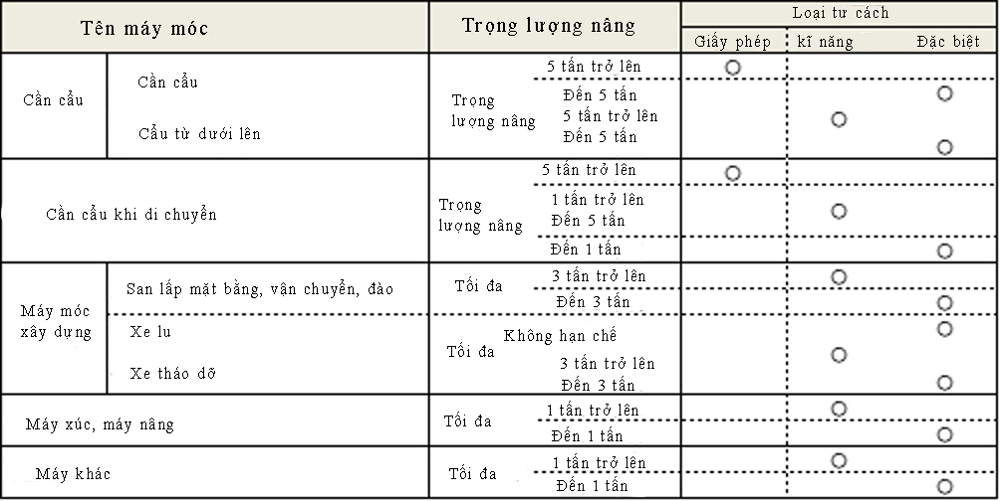 Tên máy móc
Trọng lượng nâng
Loại tư cách
Giấy phép
kĩ năng
Đặc biệt
Cần cẩu
Cần cẩu
Cẩu từ dưới lên
Trọng
lượng nâng
5 tấn trở lên
Đến 5 tấn
5 tấn trở lên
Đến 5 tấn
Cần cẩu khi di chuyển
Trọng
lượng nâng
5 tấn trở lên
1 tấn trở lên
Đến 5 tấn
Đến 1 tấn
Máy móc
xây dựng
San lấp mặt bằng, vận chuyển, đào
Tối đa
3 tấn trở lên
Đến 3 tấn
Xe lu
Xe tháo dỡ
Tối đa
Không hạn chế
3 tấn trở lên
Đến 3 tấn
Máy xúc, máy nâng
Tối đa
1 tấn trở lên
Đến 1 tấn
Máy khác
Tối đa
1 tấn trở lên
Đến 1 tấn